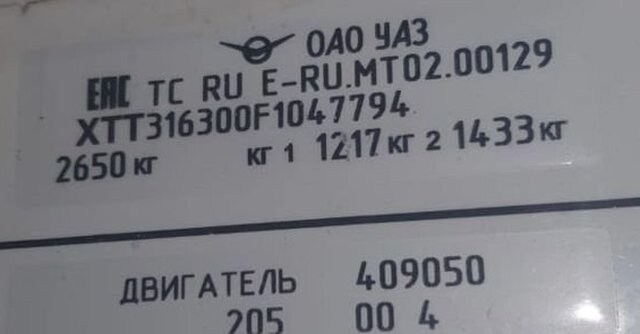 ОАО УАЗ
ЕАС ТС RU E-RU.MT02.00129
XTT316300F1047794
2650 кг кг 1 1217 кг 2 1433 кг
ДВИГАТЕЛЬ 409050
205 00 4